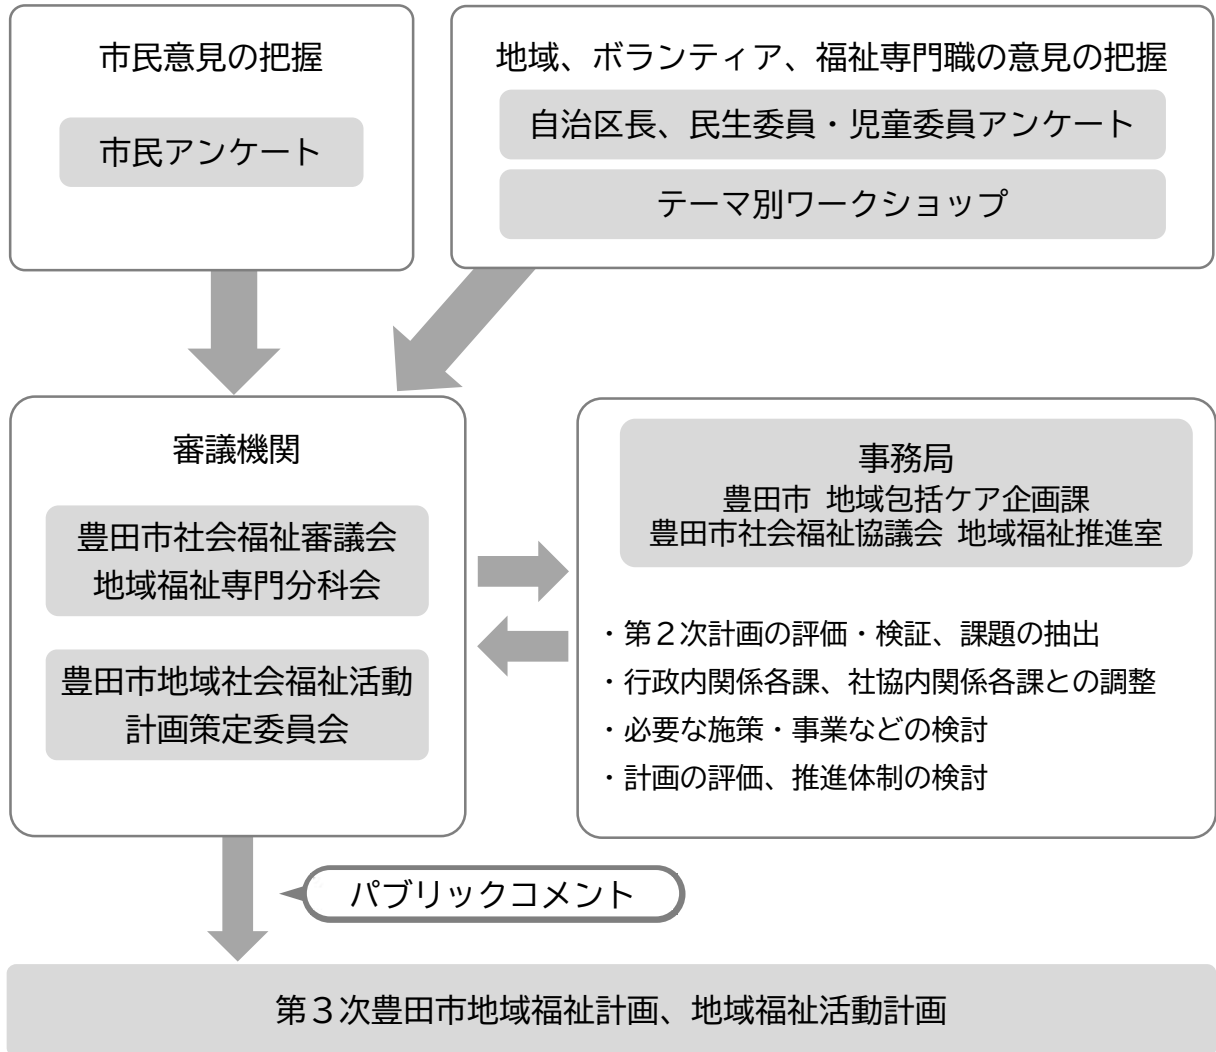 市民意見の把握
市民アンケート
地域、ボランティア、福祉専門職の意見の把握
自治区長、民生委員・児童委員アンケート
テーマ別ワークショップ
審議機関
豊田市社会福祉審議会
地域福祉専門分科会
豊田市地域社会福祉活動
計画策定委員会
事務局
豊田市 地域包括ケア企画課
豊田市社会福祉協議会 地域福祉推進室
・第２次計画の評価・検証、課題の抽出
・行政内関係各課、社協内関係各課との調整
・必要な施策・事業などの検討
・計画の評価、推進体制の検討
パブリックコメント
第３次豊田市地域福祉計画、地域福祉活動計画